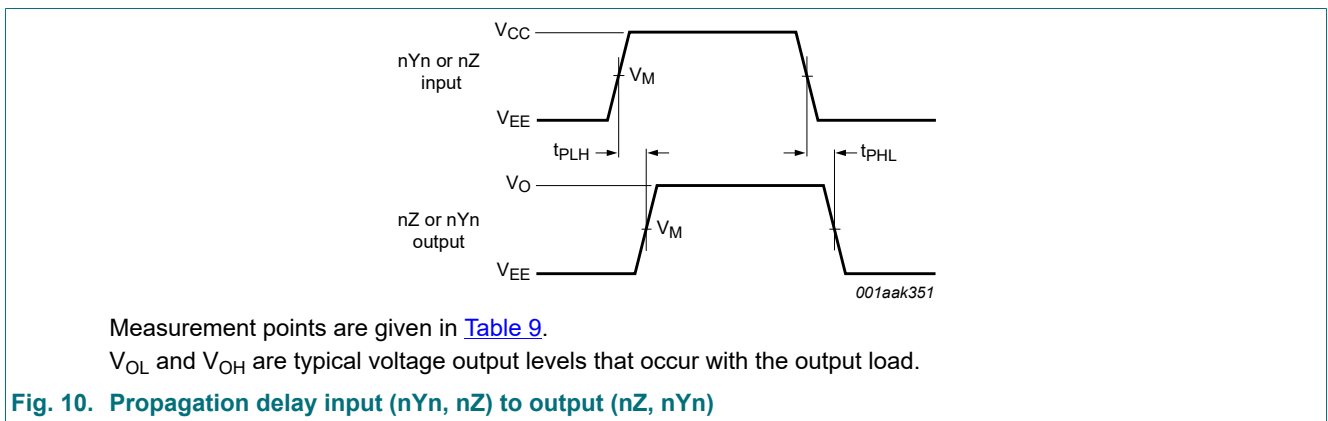 VCC
nYn or nZ
input
VM
VEE
tPLH
tPHL
VO
nZ or nYn
output
VM
VEE
001aak351
Measurement points are given in Table 9.
VOL and VOH are typical voltage output levels that occur with the output load.
Fig. 10. Propagation delay input (nYn, nZ) to output (nZ, nYn)